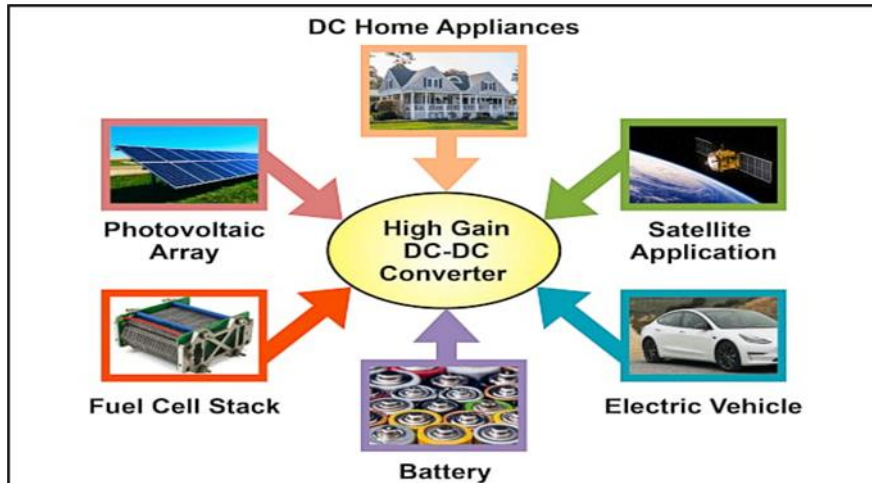 DC Home Appliances
Photovoltaic
Array
High Gain
DC-DC
Converter
Satellite
Application
Fuel Cell Stack
Electric Vehicle
Battery